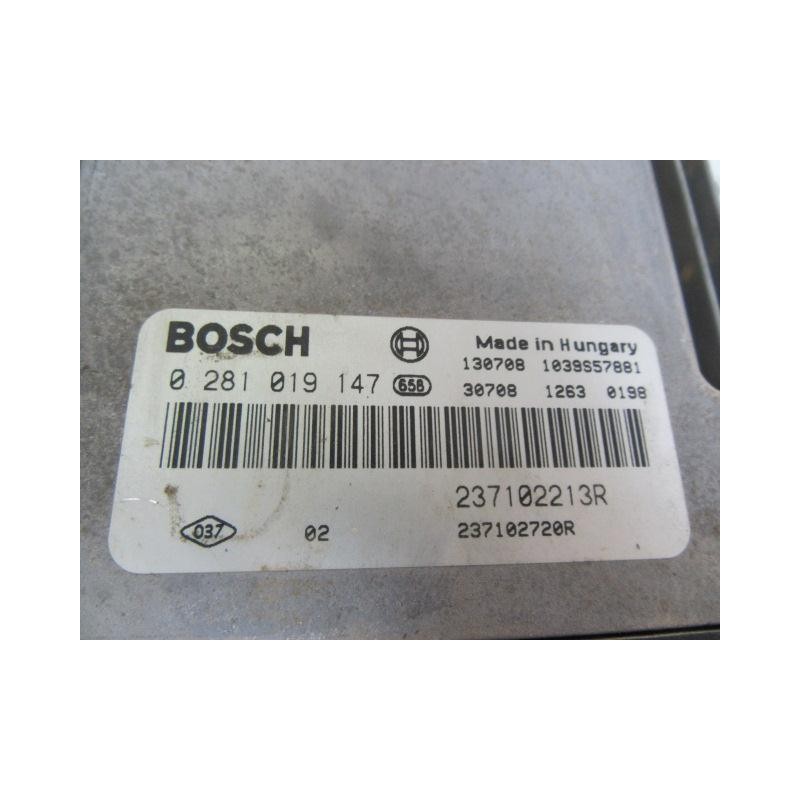 BOSCH
Made in Hungary
130708 1039S57881
0 281 019 147 658 30708 1263 0198
237102213R
037 02 237102720R